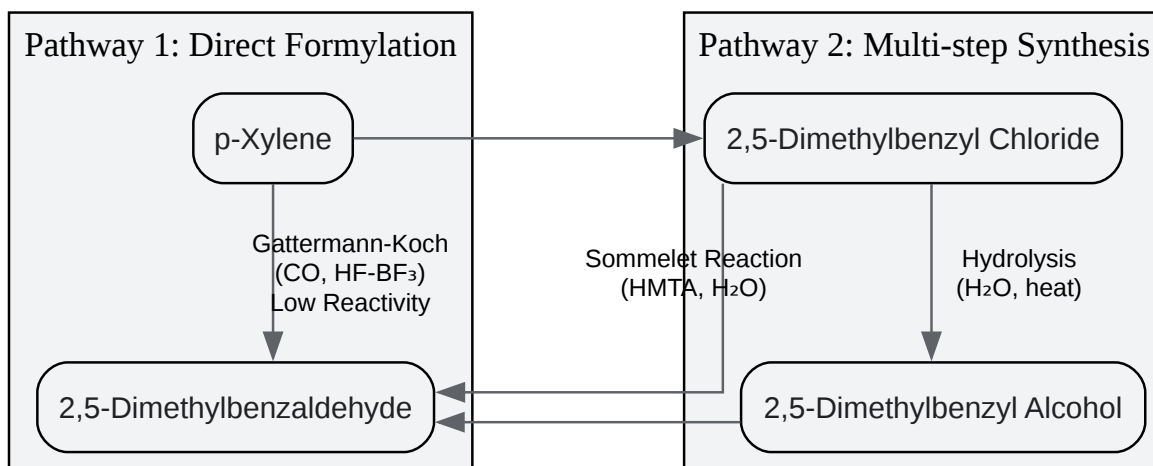 Pathway 1: Direct Formylation
p-Xylene
Gattermann-Koch
(CO, HF-BF₃)
Low Reactivity
2,5-Dimethylbenzaldehyde
Pathway 2: Multi-step Synthesis
2,5-Dimethylbenzyl Chloride
Sommelet Reaction
(HMTA, H₂O)
Hydrolysis
(H₂O, heat)
2,5-Dimethylbenzyl Alcohol